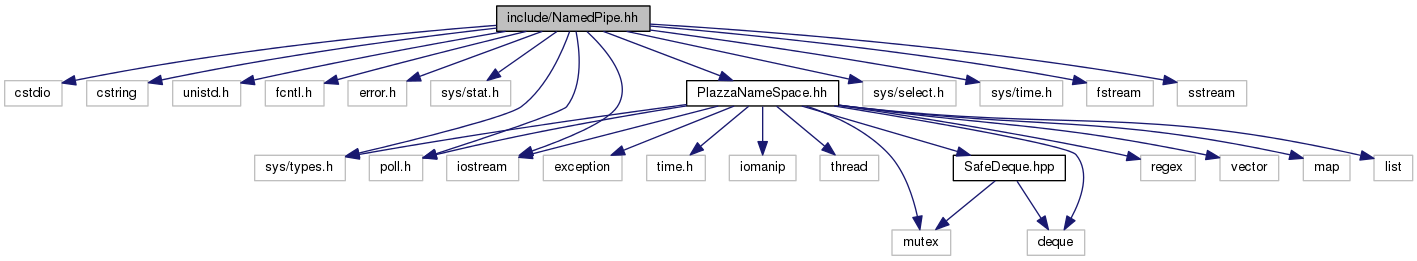 include/NamedPipe.hh
cstdio
cstring
unistd.h
fcntl.h
error.h
sys/stat.h
PlazzaNameSpace.hh
sys/select.h
sys/time.h
fstream
sstream
sys/types.h
poll.h
iostream
exception
time.h
iomanip
thread
SafeDeque.hpp
regex
vector
map
list
mutex
deque